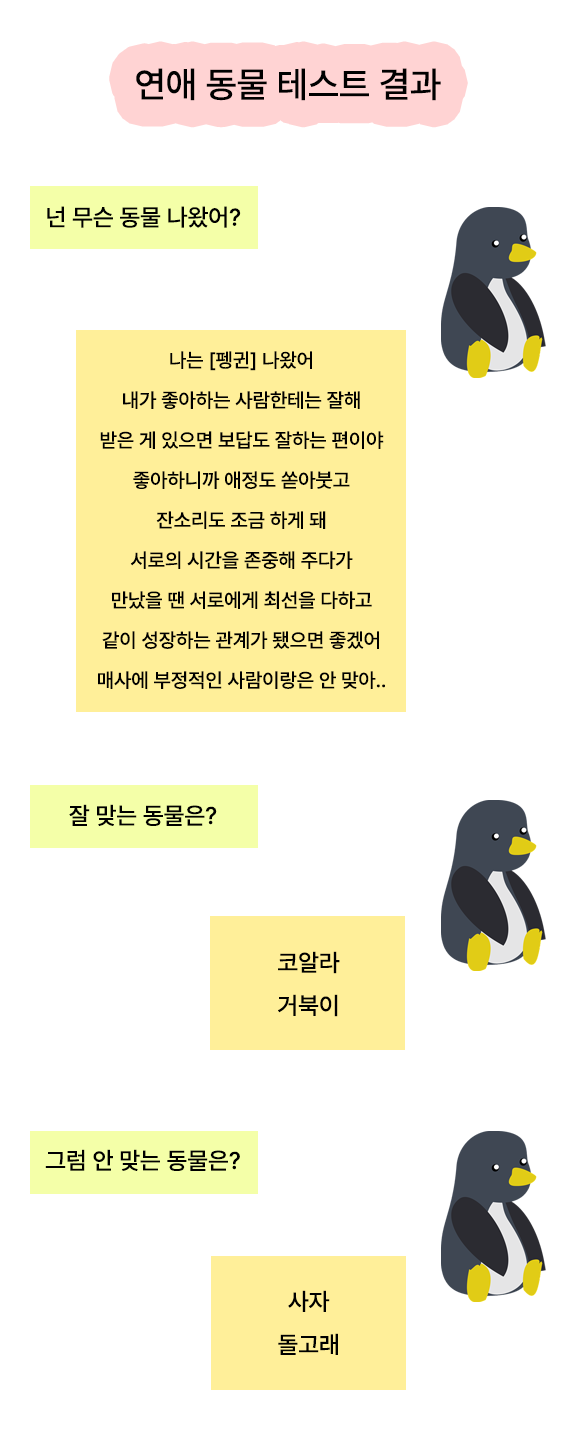 연애 동물 테스트 결과
넌 무슨 동물 나왔어?
나는 [펭귄] 나왔어
내가 좋아하는 사람한테는 잘해
받은 게 있으면 보답도 잘하는 편이야
좋아하니까 애정도 쏟아붓고
잔소리도 조금 하게 돼
서로의 시간을 존중해 주다가
만났을 땐 서로에게 최선을 다하고
같이 성장하는 관계가 됐으면 좋겠어
매사에 부정적인 사람이랑은 안 맞아..
잘 맞는 동물은?
코알라
거북이
그럼 안 맞는 동물은?
사자
돌고래